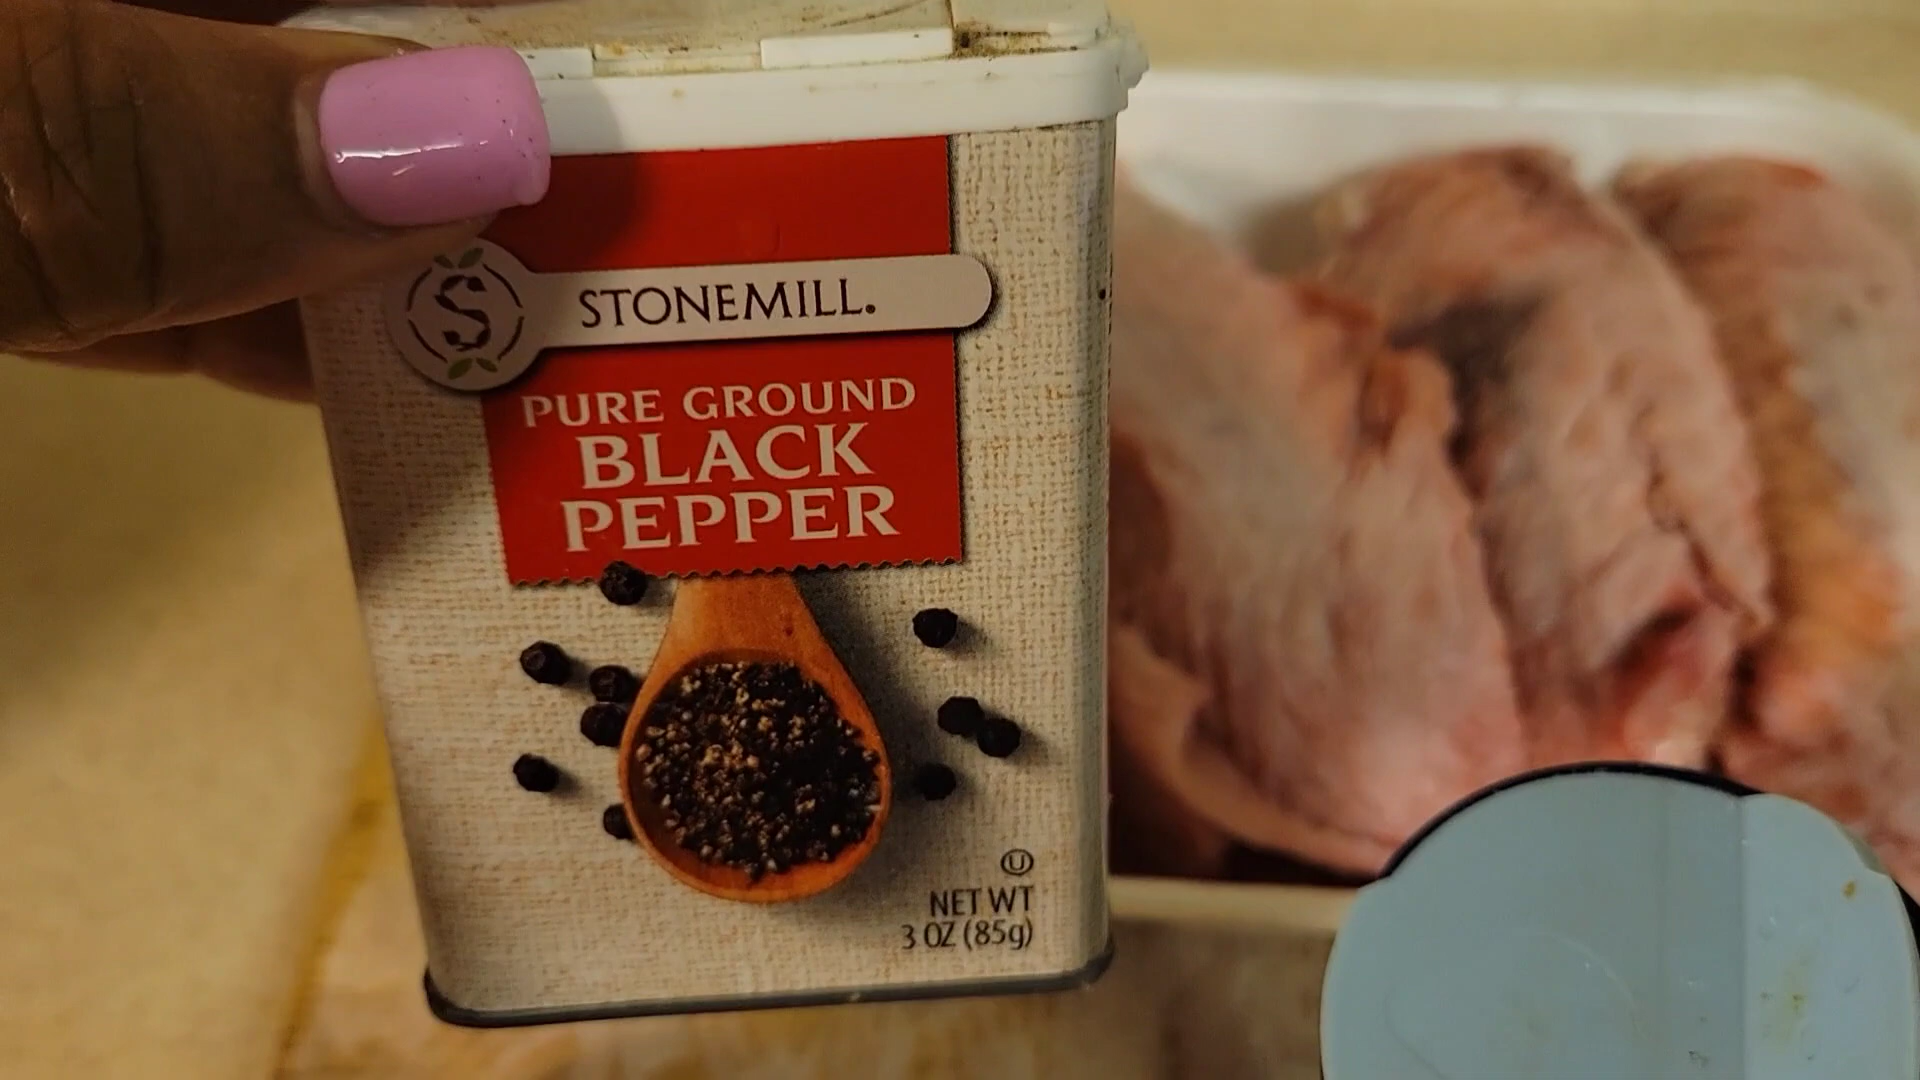 S
STONEMILL.
PURE GROUND
BLACK
PEPPER
U
NET WT
3 OZ (85g)